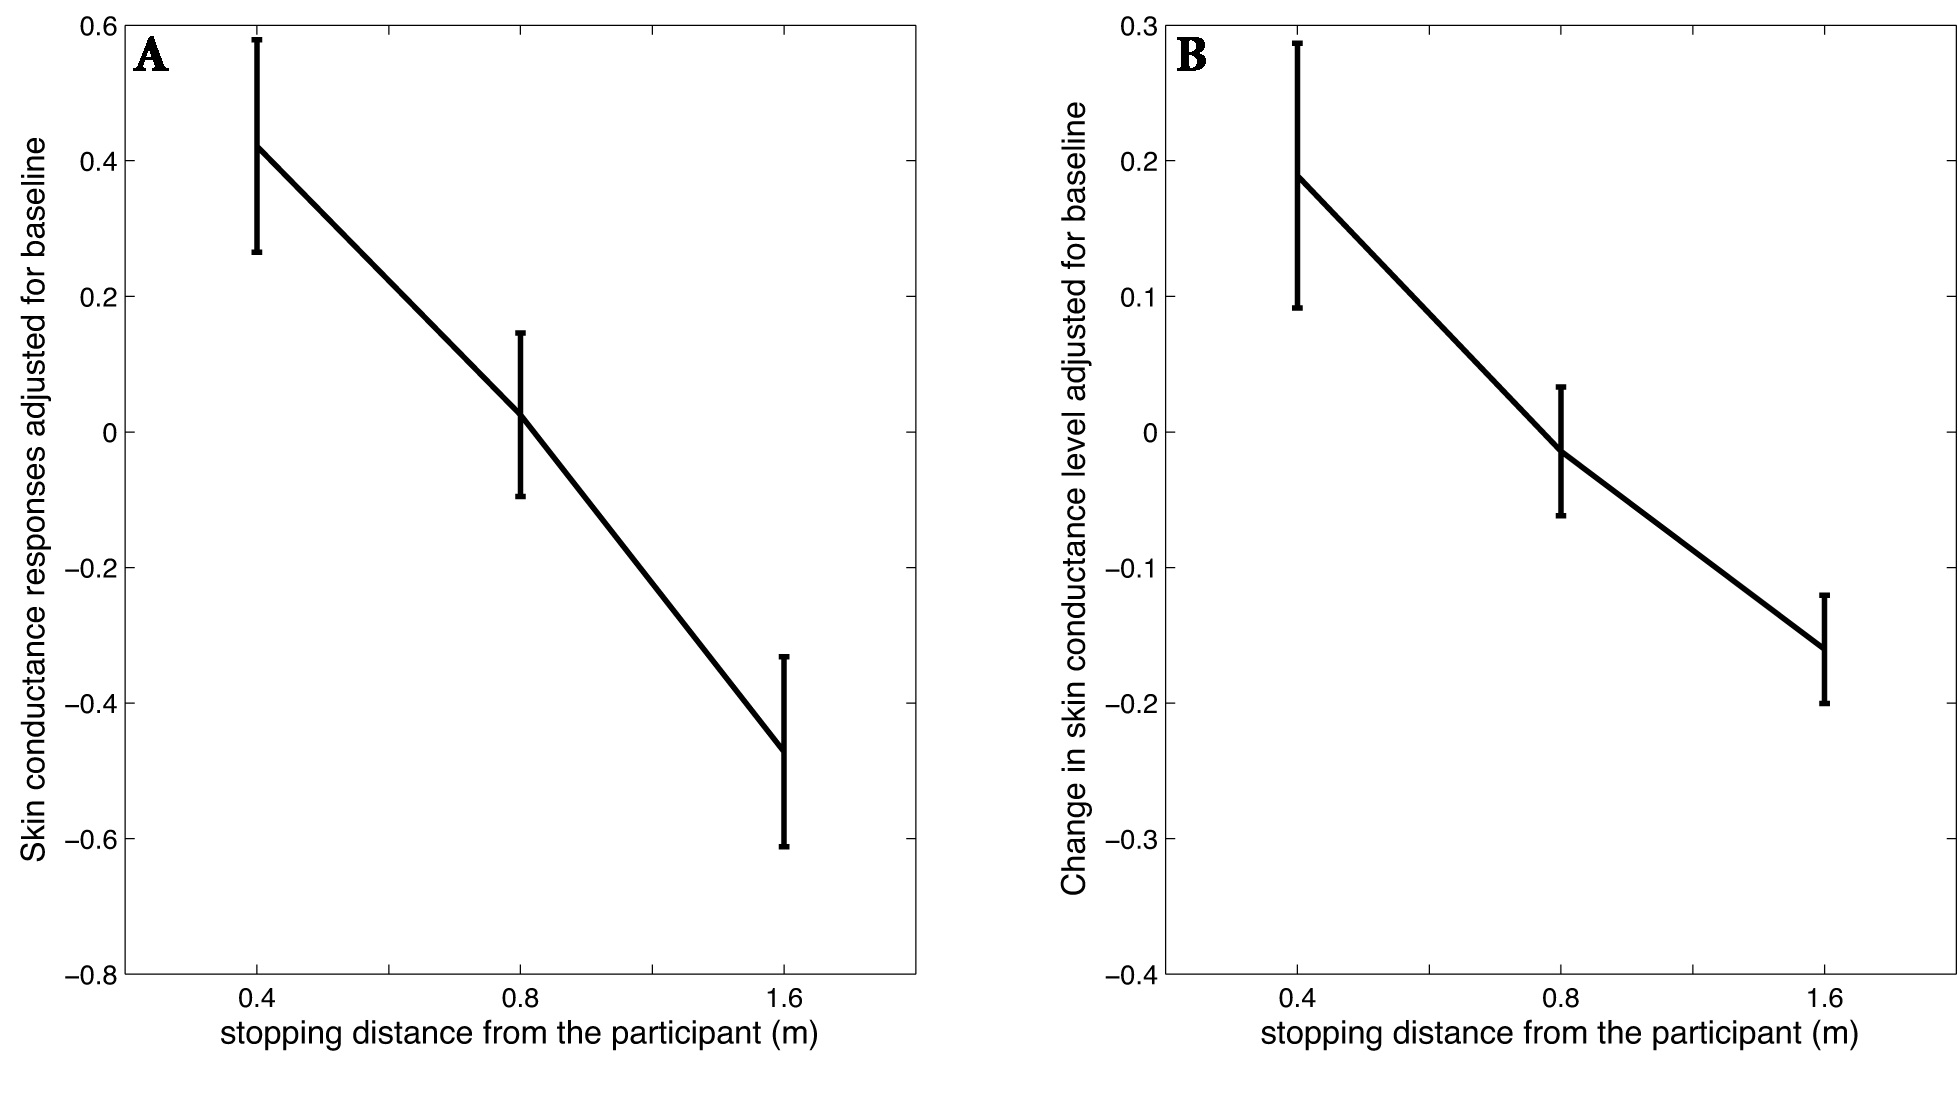 A
Skin conductance responses adjusted for baseline
0.6
0.4
0.2
0
−0.2
−0.4
−0.6
−0.8
0.4 0.8 1.6
stopping distance from the participant (m)
B
Change in skin conductance level adjusted for baseline
0.3
0.2
0.1
0
−0.1
−0.2
−0.3
−0.4
0.4 0.8 1.6
stopping distance from the participant (m)